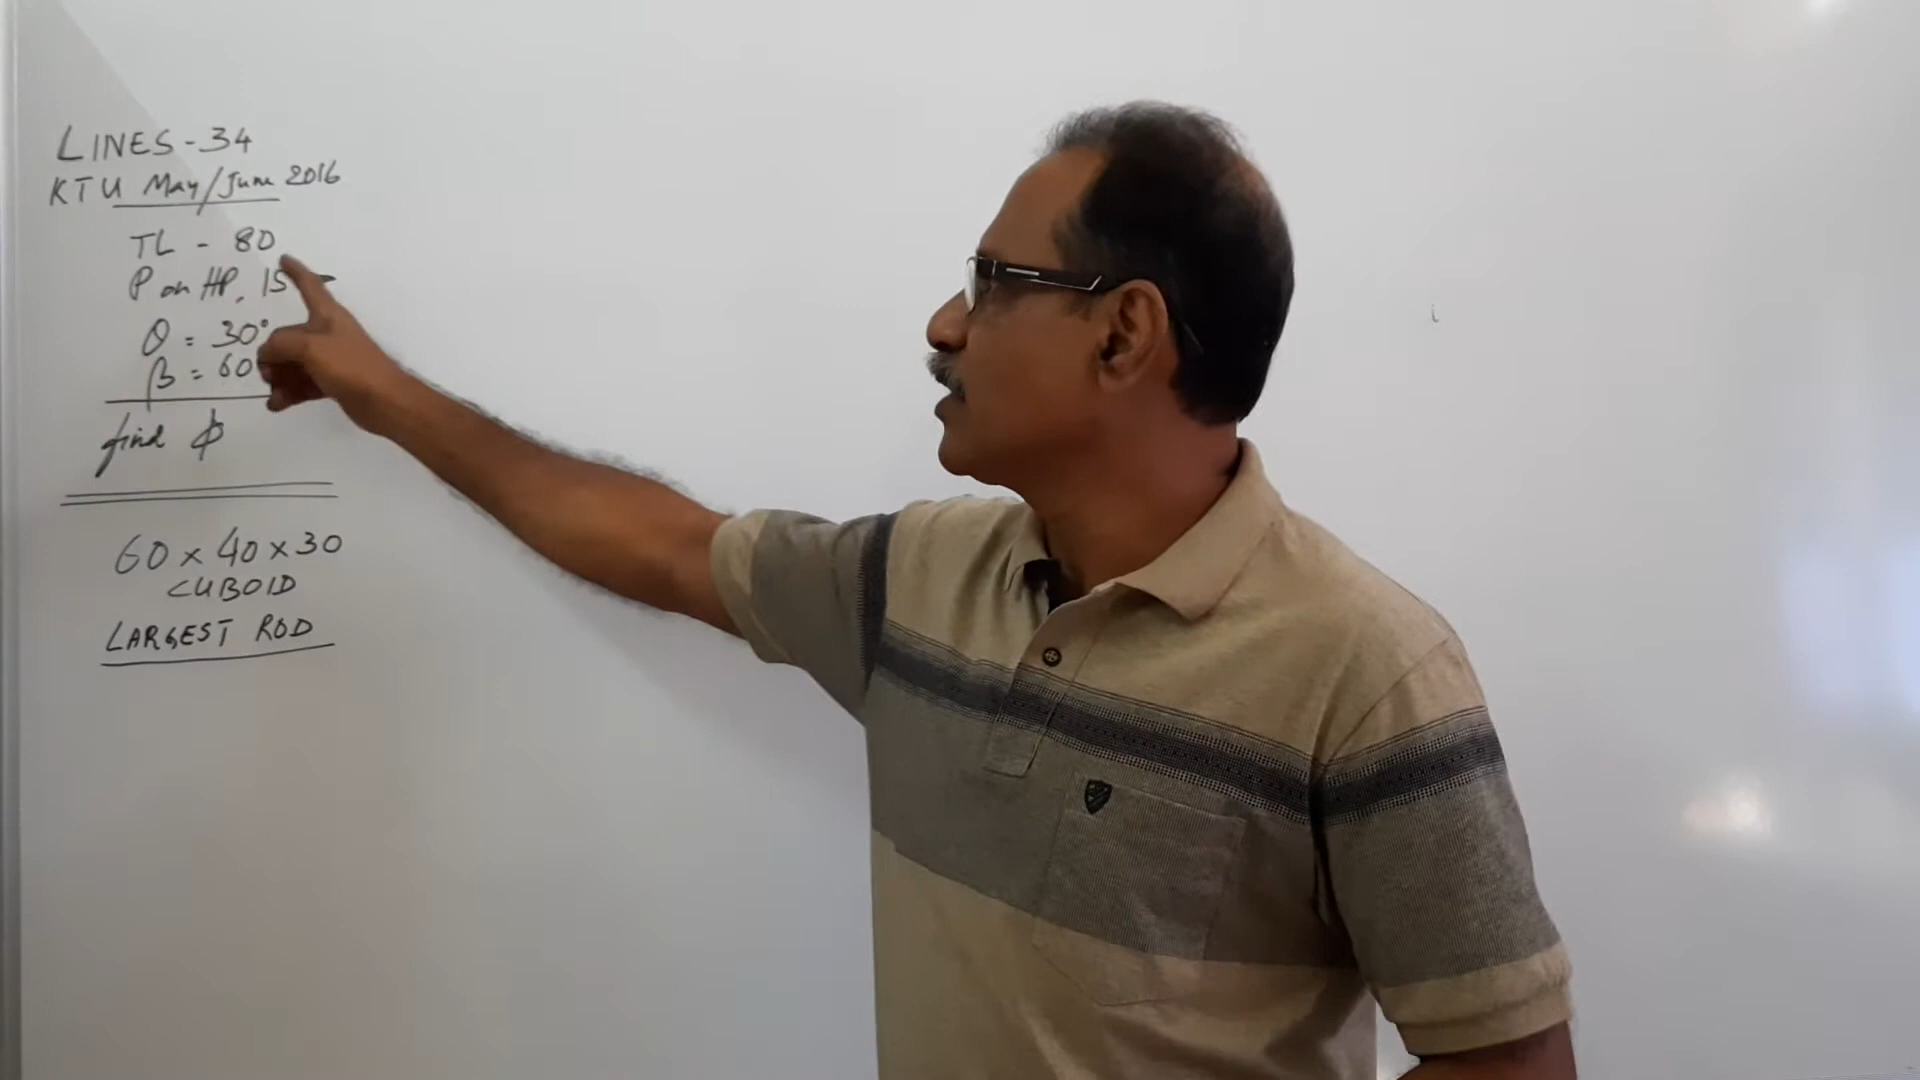 LINES - 34
KTU May/June 2016
TL - 80
P on HP, 15
θ = 30°
β = 60
find ϕ
60 x 40 x 30
CUBOID
LARGEST ROD